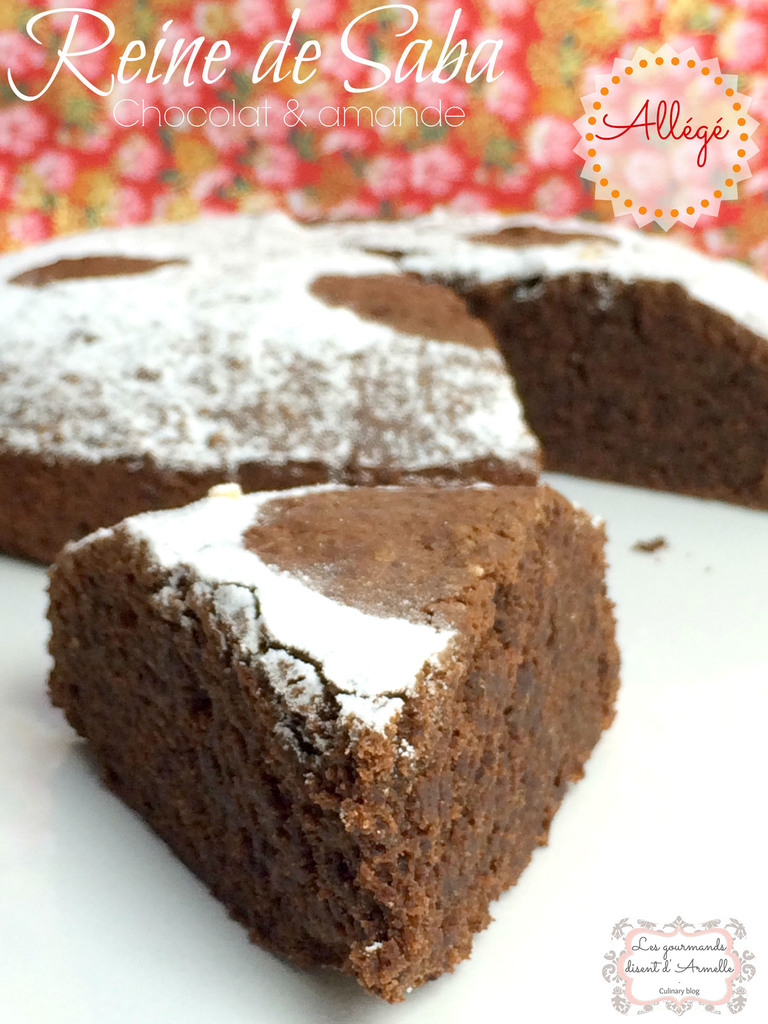 Reine de Saba
Chocolat & amande
Allégé
Les gourmands
disent d' Armelle
-
Culinary blog